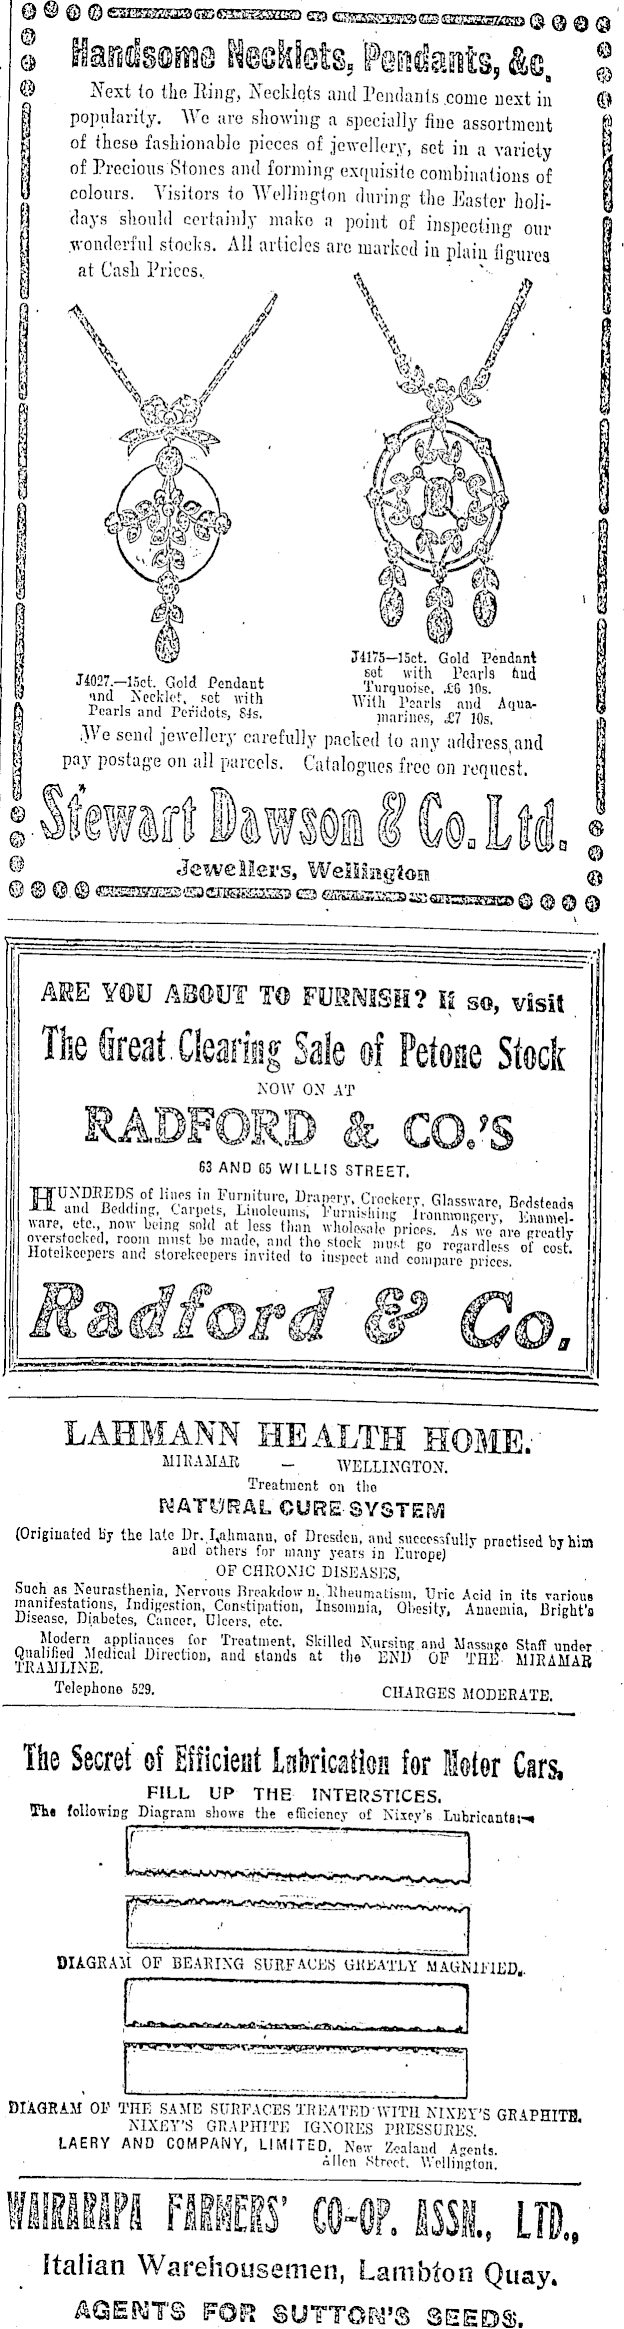 Handsome Necklets, Pendants, &c.
Next to the Ring, Necklets and Pendants come next in
popularity. We are showing a specially fine assortment
of these fashionable pieces of jewellery, set in a variety
of Precious Stones and forming exquisite combinations of
colours. Visitors to Wellington during the Easter holi-
days should certainly make a point of inspecting our
wonderful stocks. All articles are marked in plain figures
at Cash Prices.
J4027.—15ct. Gold Pendant
and Necklet, set with
Pearls and Peridots, 84s.
J4175—15ct. Gold Pendant
set with Pearls and
Turquoise, £6 10s.
With Pearls and Aqua-
marines, £7 10s.
We send jewellery carefully packed to any address and
pay postage on all parcels. Catalogues free on request.
Stewart Dawson & Co. Ltd.
Jewellers, Wellington
ARE YOU ABOUT TO FURNISH? If so, visit
The Great Clearing Sale of Petone Stock
NOW ON AT
RADFORD & CO.'S
63 AND 65 WILLIS STREET.
HUNDREDS of lines in Furniture, Drapery, Crockery, Glassware, Bedsteads
and Bedding, Carpets, Linoleums, Furnishing Ironmongery, Enamel-
ware, etc., now being sold at less than wholesale prices. As we are greatly
overstocked, room must be made, and the stock must go regardless of cost.
Hotelkeepers and storekeepers invited to inspect and compare prices.
Radford & Co.
LAHMANN HEALTH HOME.
MIRAMAR — WELLINGTON.
Treatment on the
NATURAL CURE SYSTEM
(Originated by the late Dr. Lahmann, of Dresden, and successfully practised by him
and others for many years in Europe)
OF CHRONIC DISEASES,
Such as Neurasthenia, Nervous Breakdown, Rheumatism, Uric Acid in its various
manifestations, Indigestion, Constipation, Insomnia, Obesity, Anaemia, Bright's
Disease, Diabetes, Cancer, Ulcers, etc.
Modern appliances for Treatment, Skilled Nursing and Massage Staff under
Qualified Medical Direction, and stands at the END OF THE MIRAMAR
TRAMLINE.
Telephone 529. CHARGES MODERATE.
The Secret of Efficient Lubrication for Motor Cars.
FILL UP THE INTERSTICES.
The following Diagram shows the efficiency of Nixey's Lubricants:—
DIAGRAM OF BEARING SURFACES GREATLY MAGNIFIED.
DIAGRAM OF THE SAME SURFACES TREATED WITH NIXEY'S GRAPHITE.
NIXEY'S GRAPHITE IGNORES PRESSURES.
LAERY AND COMPANY, LIMITED, New Zealand Agents.
Allen Street, Wellington.
WAIRARAPA FARMERS' CO-OP. ASSN., LTD.,
Italian Warehousemen, Lambton Quay.
AGENTS FOR SUTTON'S SEEDS.